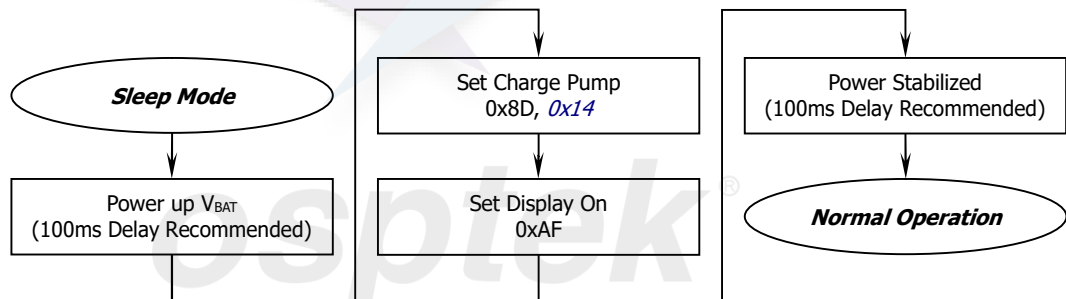 Sleep Mode
Power up VBAT
(100ms Delay Recommended)
Set Charge Pump
0x8D, 0x14
Set Display On
0xAF
Power Stabilized
(100ms Delay Recommended)
Normal Operation
osptek®